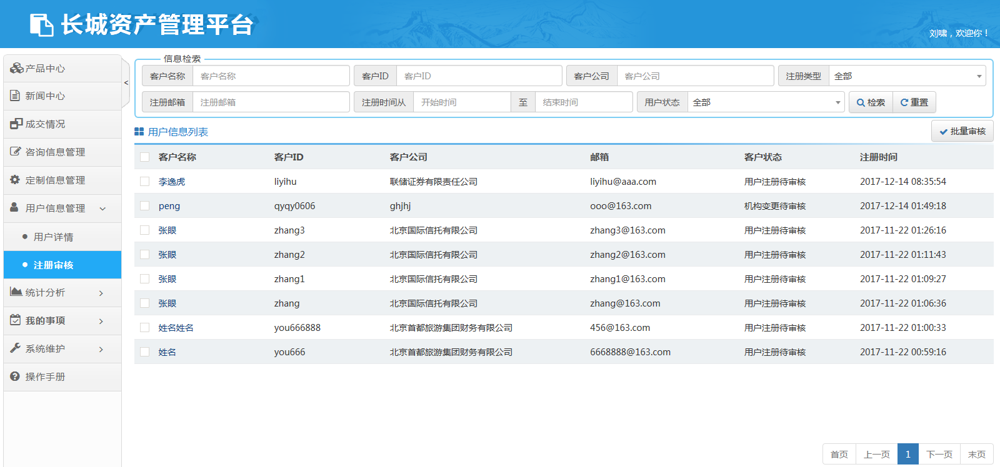 长城资产管理平台
刘啸，欢迎你！
产品中心
新闻中心
成交情况
咨询信息管理
定制信息管理
用户信息管理
用户详情
注册审核
统计分析
我的事项
系统维护
操作手册
<
信息检索
客户名称 客户名称 客户ID 客户ID 客户公司 客户公司 注册类型 全部
注册邮箱 注册邮箱 注册时间从 开始时间 至 结束时间 用户状态 全部 检索 重置
用户信息列表 批量审核
客户名称 客户ID 客户公司 邮箱 客户状态 注册时间
李逸虎 liyihu 联储证券有限责任公司 liyihu@aaa.com 用户注册待审核 2017-12-14 08:35:54
peng qyqy0606 ghjhj ooo@163.com 机构变更待审核 2017-12-14 01:49:18
张眼 zhang3 北京国际信托有限公司 zhang3@163.com 用户注册待审核 2017-11-22 01:26:16
张眼 zhang2 北京国际信托有限公司 zhang2@163.com 用户注册待审核 2017-11-22 01:11:43
张眼 zhang1 北京国际信托有限公司 zhang1@163.com 用户注册待审核 2017-11-22 01:09:27
张眼 zhang 北京国际信托有限公司 zhang@163.com 用户注册待审核 2017-11-22 01:06:36
姓名姓名 you666888 北京首都旅游集团财务有限公司 456@163.com 用户注册待审核 2017-11-22 01:00:33
姓名 you666 北京首都旅游集团财务有限公司 6668888@163.com 用户注册待审核 2017-11-22 00:59:16
首页 上一页 1 下一页 末页